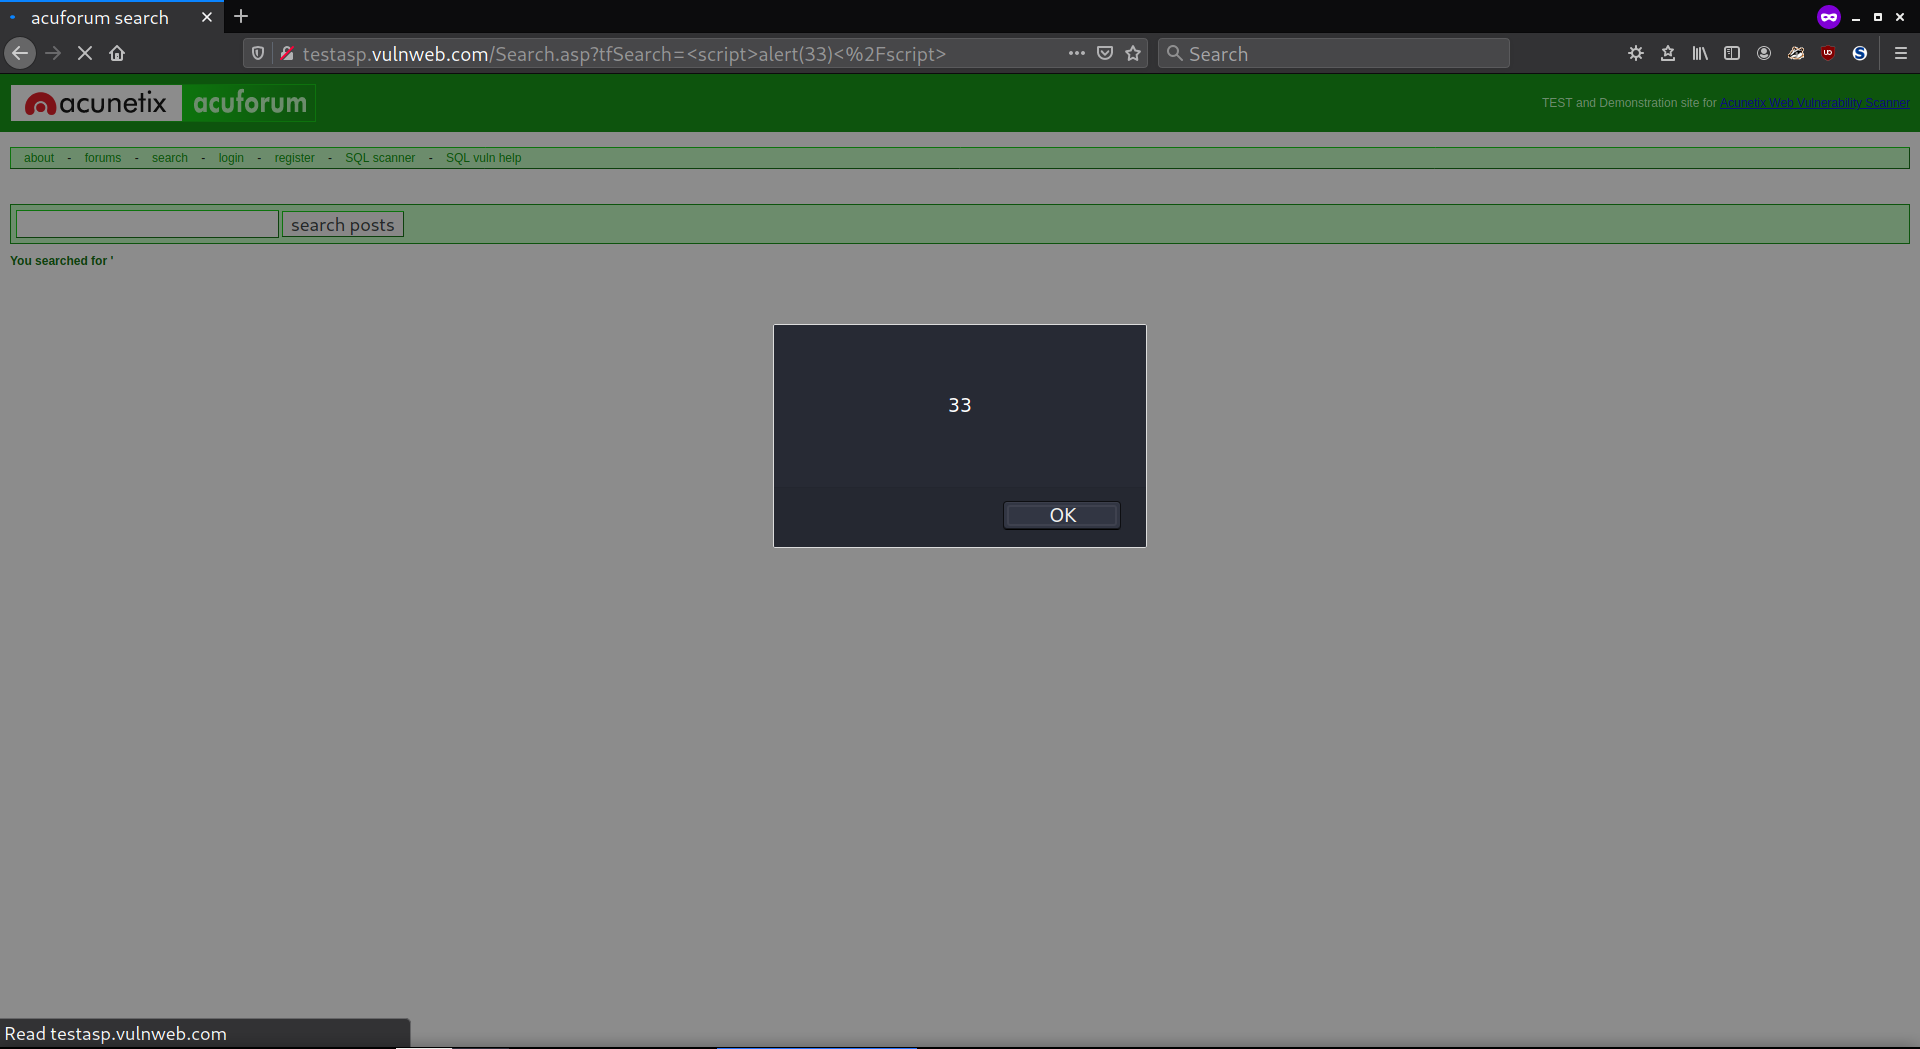 acuforum search
testasp.vulnweb.com/Search.asp?tfSearch=<script>alert(33)<%2Fscript>
Search
acunetix acuforum
TEST and Demonstration site for Acunetix Web Vulnerability Scanner
about - forums - search - login - register - SQL scanner - SQL vuln help
search posts
You searched for '
33
OK
Read testasp.vulnweb.com